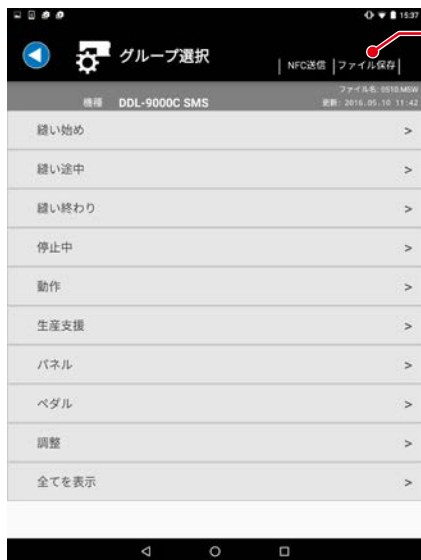 15:37
グループ選択
NFC送信
ファイル保存
機種 DDL-9000C SMS
ファイル名: 0510.MSW
更新: 2016.05.10 11:42
縫い始め >
縫い途中 >
縫い終わり >
停止中 >
動作 >
生産支援 >
パネル >
ペダル >
調整 >
全てを表示 >